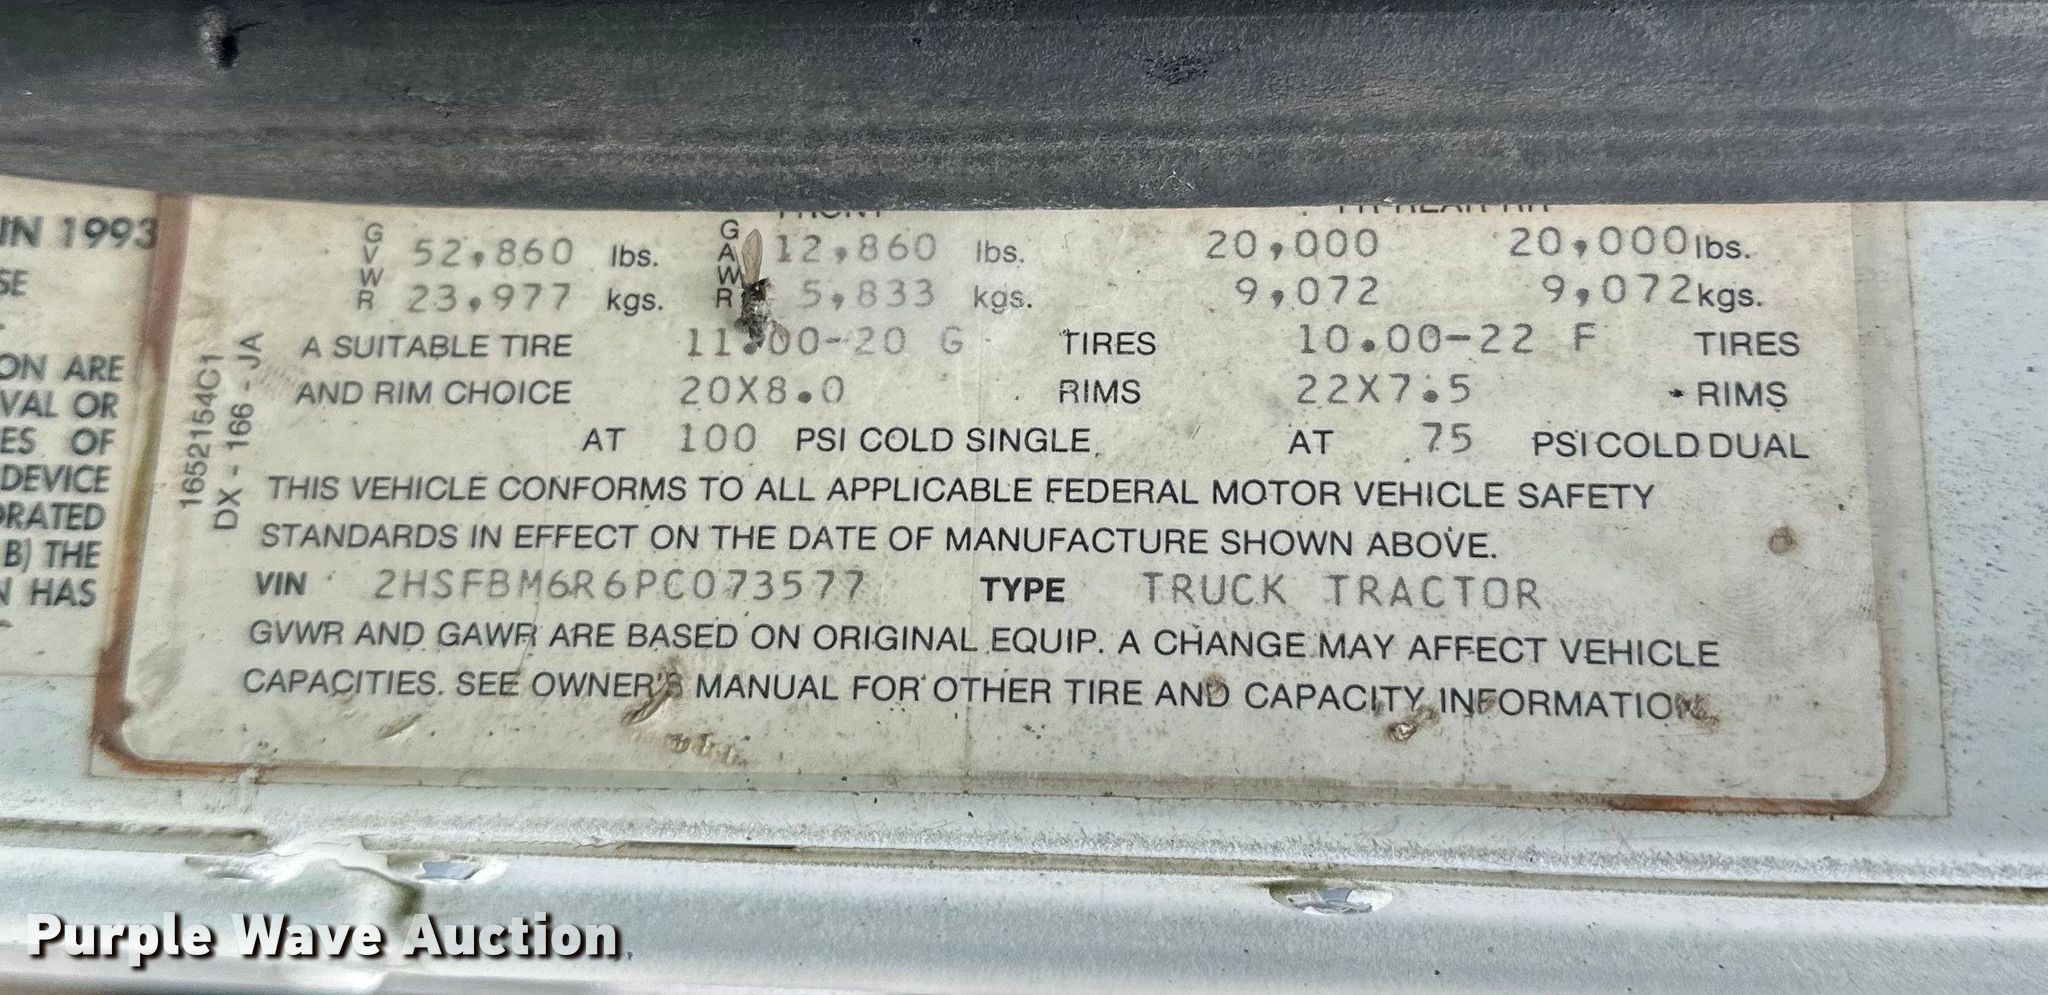 IN 1993
SE
ON ARE
VAL OR
ES OF
DEVICE
ORATED
B) THE
N HAS
1652154C1
DX - 166 - JA
FRONT
GVWR 52,860 lbs. GAWR 12,860 lbs. 20,000 20,000 lbs.
23,977 kgs. 5,833 kgs. 9,072 9,072 kgs.
A SUITABLE TIRE 11.00-20 G TIRES 10.00-22 F TIRES
AND RIM CHOICE 20X8.0 RIMS 22X7.5 RIMS
AT 100 PSI COLD SINGLE, AT 75 PSI COLD DUAL
THIS VEHICLE CONFORMS TO ALL APPLICABLE FEDERAL MOTOR VEHICLE SAFETY
STANDARDS IN EFFECT ON THE DATE OF MANUFACTURE SHOWN ABOVE.
VIN 2HSFBM6R6PC073577 TYPE TRUCK TRACTOR
GVWR AND GAWR ARE BASED ON ORIGINAL EQUIP. A CHANGE MAY AFFECT VEHICLE
CAPACITIES. SEE OWNER'S MANUAL FOR OTHER TIRE AND CAPACITY INFORMATION.
Purple Wave Auction